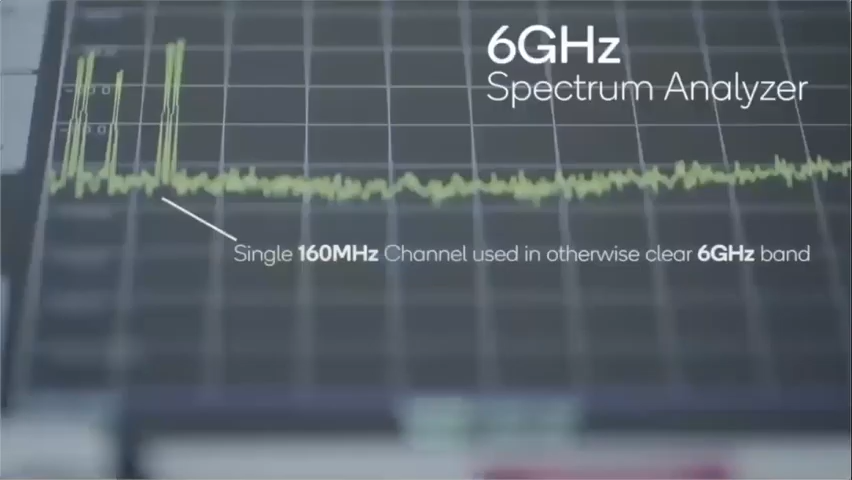 6GHz
Spectrum Analyzer
Single 160MHz Channel used in otherwise clear 6GHz band